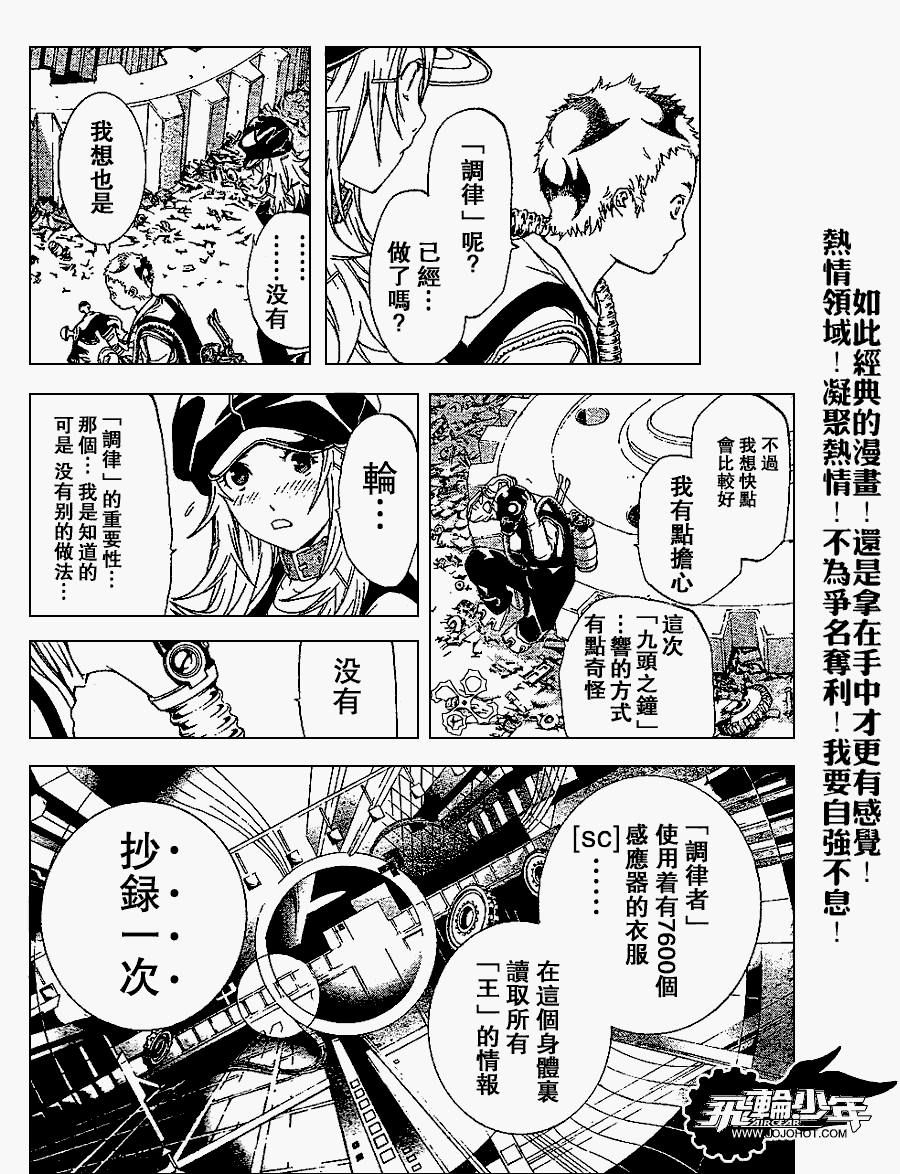 「調律」呢？
已經…
做了嗎？
……没有
我想也是
不過
我想快點
會比較好
我有點擔心
這次
「九頭之鐘」
…響的方式
有點奇怪
輪…
「調律」的重要性…
那個…我是知道的
可是 没有别的做法…
没有
「調律者」
使用着有7600個
感應器的衣服
[sc]……
在這個身體裏
讀取所有
「王」的情報
抄録一次
如此經典的漫畫！還是拿在手中才更有感覺！
熱情領域！凝聚熱情！不為爭名奪利！我要自強不息！
飛輪少年
AIR GEAR
WWW.JOJOHOT.COM